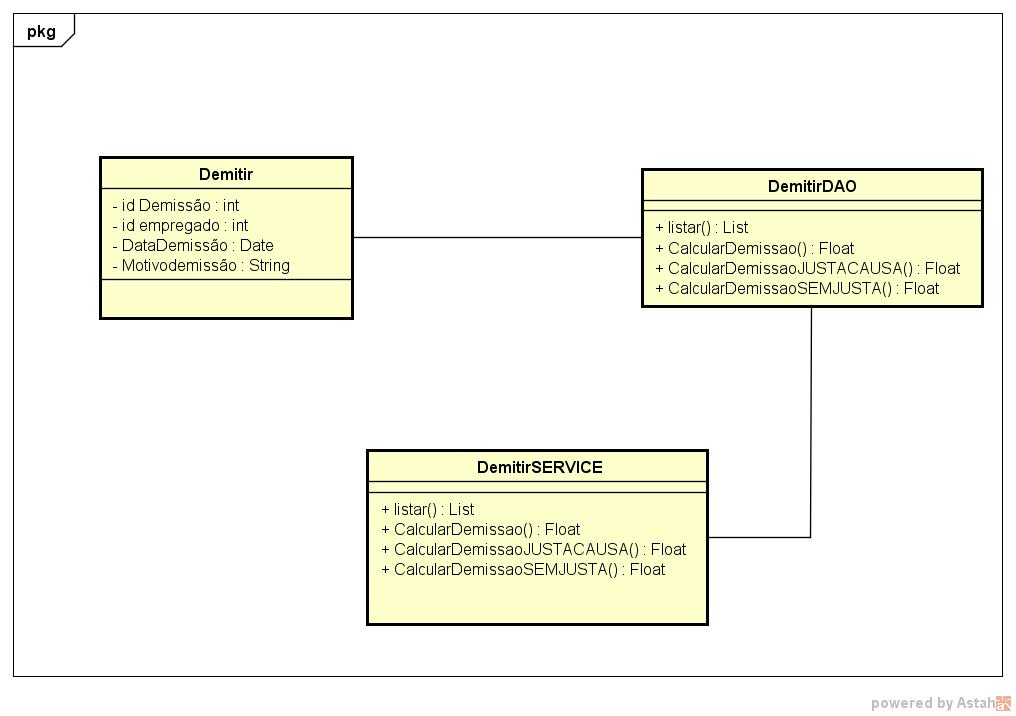 pkg
Demitir
- id Demissão : int
- id empregado : int
- DataDemissão : Date
- Motivodemissão : String
DemitirDAO
+ listar() : List
+ CalcularDemissao() : Float
+ CalcularDemissaoJUSTACAUSA() : Float
+ CalcularDemissaoSEMJUSTA() : Float
DemitirSERVICE
+ listar() : List
+ CalcularDemissao() : Float
+ CalcularDemissaoJUSTACAUSA() : Float
+ CalcularDemissaoSEMJUSTA() : Float
powered by Astah